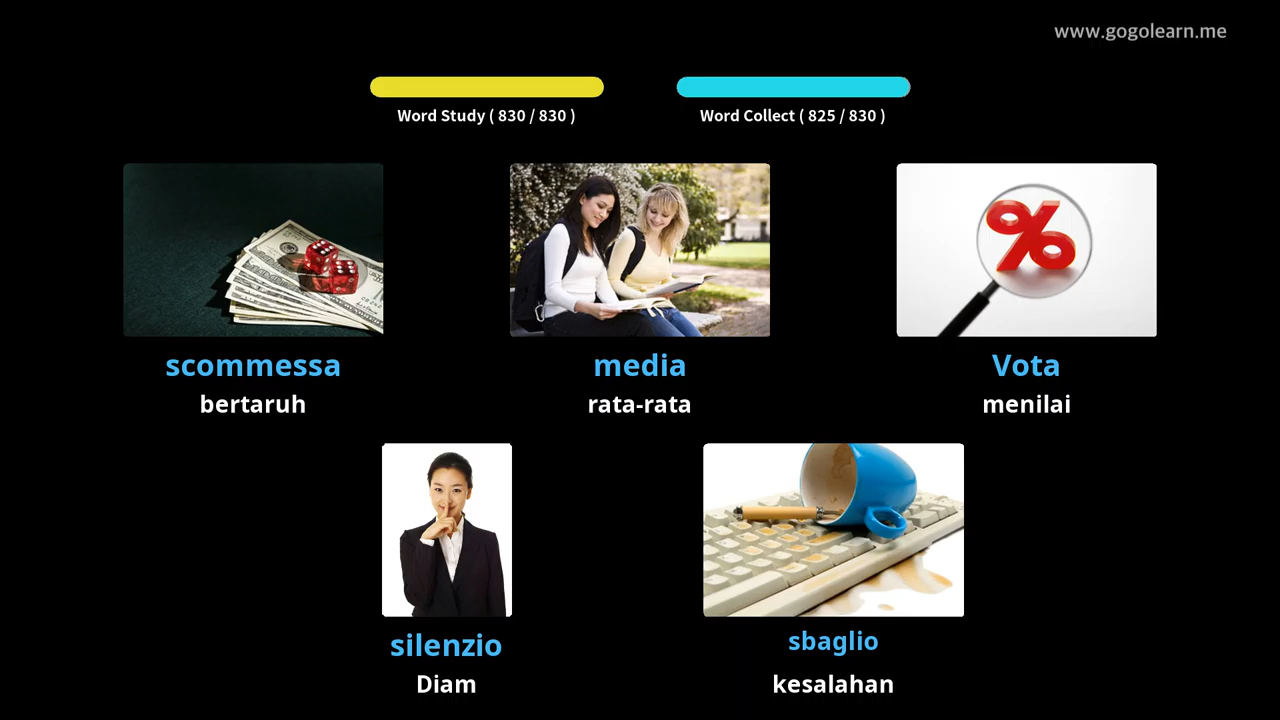 www.gogolearn.me
Word Study ( 830 / 830 )
Word Collect ( 825 / 830 )
scommessa
bertaruh
media
rata-rata
%
Vota
menilai
silenzio
Diam
sbaglio
kesalahan